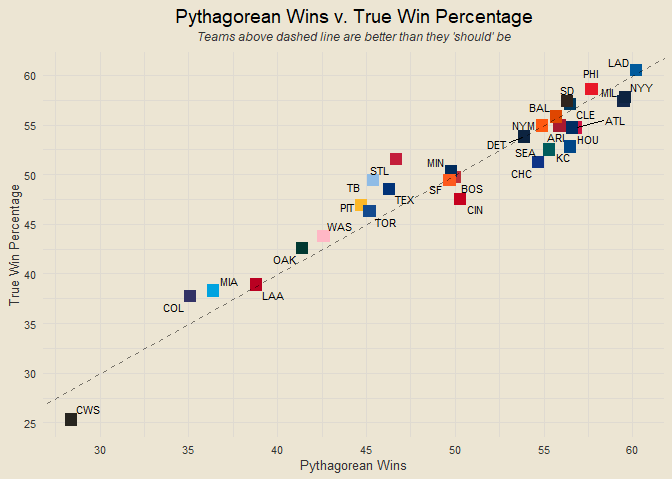 Pythagorean Wins v. True Win Percentage
Teams above dashed line are better than they 'should' be
True Win Percentage
60
55
50
45
40
35
30
25
LAD
PHI
NYY
MIL
SD
BAL
CLE
ATL
NYM
ARI
HOU
DET
SEA
KC
CHC
MIN
STL
SF
BOS
TB
TEX
CIN
PIT
TOR
WAS
OAK
MIA
COL
LAA
CWS
30
35
40
45
50
55
60
Pythagorean Wins